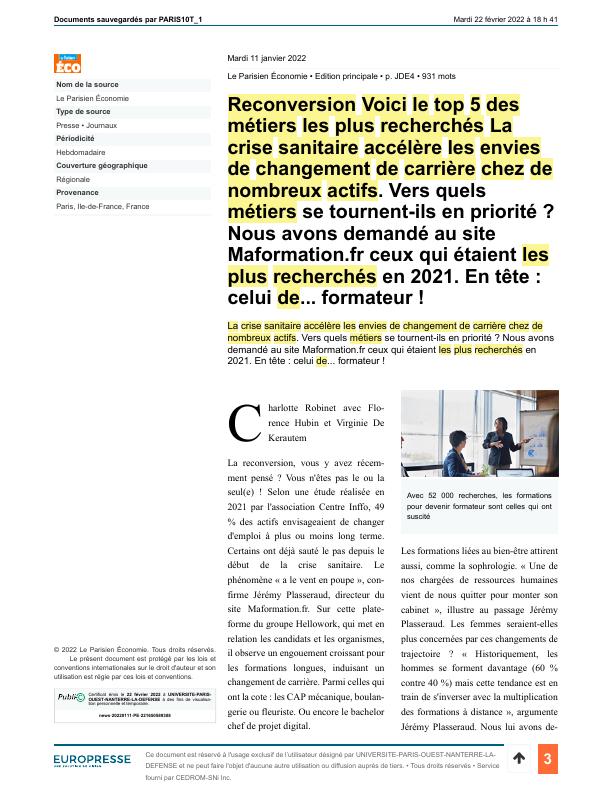 Documents sauvegardés par PARIS10T_1
Mardi 22 février 2022 à 18 h 41
Le Parisien
ÉCO
Nom de la source
Le Parisien Économie
Type de source
Presse • Journaux
Périodicité
Hebdomadaire
Couverture géographique
Régionale
Provenance
Paris, Ile-de-France, France
Mardi 11 janvier 2022
Le Parisien Économie • Edition principale • p. JDE4 • 931 mots
Reconversion Voici le top 5 des
métiers les plus recherchés La
crise sanitaire accélère les envies
de changement de carrière chez de
nombreux actifs. Vers quels
métiers se tournent-ils en priorité ?
Nous avons demandé au site
Maformation.fr ceux qui étaient les
plus recherchés en 2021. En tête :
celui de... formateur !
La crise sanitaire accélère les envies de changement de carrière chez de
nombreux actifs. Vers quels métiers se tournent-ils en priorité ? Nous avons
demandé au site Maformation.fr ceux qui étaient les plus recherchés en
2021. En tête : celui de... formateur !
Charlotte Robinet avec Flo-
rence Hubin et Virginie De
Kerautem
La reconversion, vous y avez récem-
ment pensé ? Vous n'êtes pas le ou la
seul(e) ! Selon une étude réalisée en
2021 par l'association Centre Inffo, 49
% des actifs envisageaient de changer
d'emploi à plus ou moins long terme.
Certains ont déjà sauté le pas depuis le
début de la crise sanitaire. Le
phénomène « a le vent en poupe », con-
firme Jérémy Plasseraud, directeur du
site Maformation.fr. Sur cette plate-
forme du groupe Hellowork, qui met en
relation les candidats et les organismes,
il observe un engouement croissant pour
les formations longues, induisant un
changement de carrière. Parmi celles qui
ont la cote : les CAP mécanique, boulan-
gerie ou fleuriste. Ou encore le bachelor
chef de projet digital.
Avec 52 000 recherches, les formations
pour devenir formateur sont celles qui ont
suscité
Les formations liées au bien-être attirent
aussi, comme la sophrologie. « Une de
nos chargées de ressources humaines
vient de nous quitter pour monter son
cabinet », illustre au passage Jérémy
Plasseraud. Les femmes seraient-elles
plus concernées par ces changements de
trajectoire ? « Historiquement, les
hommes se forment davantage (60 %
contre 40 %) mais cette tendance est en
train de s'inverser avec la multiplication
des formations à distance », argumente
Jérémy Plasseraud. Nous lui avons de-
© 2022 Le Parisien Économie. Tous droits réservés.
Le présent document est protégé par les lois et
conventions internationales sur le droit d'auteur et son
utilisation est régie par ces lois et conventions.
Public©
Certificat émis le 22 février 2022 à UNIVERSITE-PARIS-
OUEST-NANTERRE-LA-DEFENSE à des fins de visualisa-
tion personnelle et temporaire.
EUROPRESSE
Ce document est réservé à l'usage exclusif de l'utilisateur désigné par UNIVERSITE-PARIS-OUEST-NANTERRE-LA-
DEFENSE et ne peut faire l'objet d'aucune autre utilisation ou diffusion auprès de tiers. • Tous droits réservés • Service
fourni par CEDROM-SNi Inc.
3